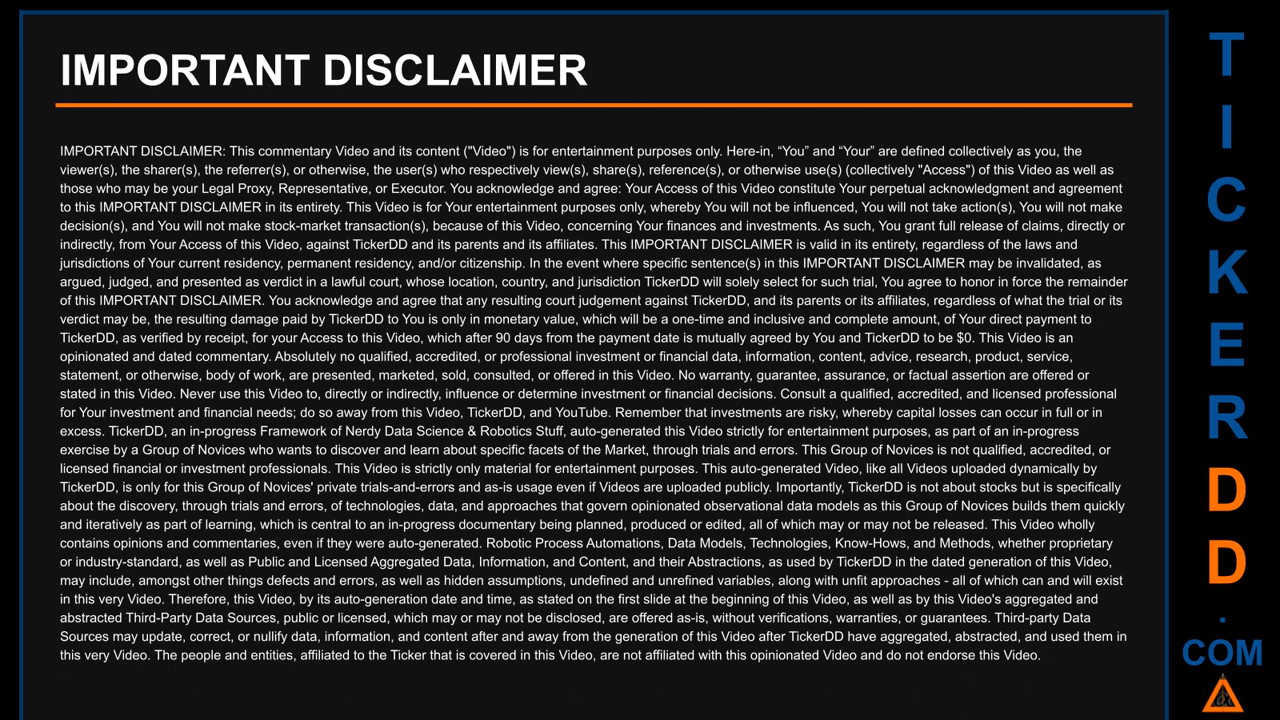 IMPORTANT DISCLAIMER
IMPORTANT DISCLAIMER: This commentary Video and its content ("Video") is for entertainment purposes only. Here-in, “You” and “Your” are defined collectively as you, the
viewer(s), the sharer(s), the referrer(s), or otherwise, the user(s) who respectively view(s), share(s), reference(s), or otherwise use(s) (collectively "Access") of this Video as well as
those who may be your Legal Proxy, Representative, or Executor. You acknowledge and agree: Your Access of this Video constitute Your perpetual acknowledgment and agreement
to this IMPORTANT DISCLAIMER in its entirety. This Video is for Your entertainment purposes only, whereby You will not be influenced, You will not take action(s), You will not make
decision(s), and You will not make stock-market transaction(s), because of this Video, concerning Your finances and investments. As such, You grant full release of claims, directly or
indirectly, from Your Access of this Video, against TickerDD and its parents and its affiliates. This IMPORTANT DISCLAIMER is valid in its entirety, regardless of the laws and
jurisdictions of Your current residency, permanent residency, and/or citizenship. In the event where specific sentence(s) in this IMPORTANT DISCLAIMER may be invalidated, as
argued, judged, and presented as verdict in a lawful court, whose location, country, and jurisdiction TickerDD will solely select for such trial, You agree to honor in force the remainder
of this IMPORTANT DISCLAIMER. You acknowledge and agree that any resulting court judgement against TickerDD, and its parents or its affiliates, regardless of what the trial or its
verdict may be, the resulting damage paid by TickerDD to You is only in monetary value, which will be a one-time and inclusive and complete amount, of Your direct payment to
TickerDD, as verified by receipt, for your Access to this Video, which after 90 days from the payment date is mutually agreed by You and TickerDD to be $0. This Video is an
opinionated and dated commentary. Absolutely no qualified, accredited, or professional investment or financial data, information, content, advice, research, product, service,
statement, or otherwise, body of work, are presented, marketed, sold, consulted, or offered in this Video. No warranty, guarantee, assurance, or factual assertion are offered or
stated in this Video. Never use this Video to, directly or indirectly, influence or determine investment or financial decisions. Consult a qualified, accredited, and licensed professional
for Your investment and financial needs; do so away from this Video, TickerDD, and YouTube. Remember that investments are risky, whereby capital losses can occur in full or in
excess. TickerDD, an in-progress Framework of Nerdy Data Science & Robotics Stuff, auto-generated this Video strictly for entertainment purposes, as part of an in-progress
exercise by a Group of Novices who wants to discover and learn about specific facets of the Market, through trials and errors. This Group of Novices is not qualified, accredited, or
licensed financial or investment professionals. This Video is strictly only material for entertainment purposes. This auto-generated Video, like all Videos uploaded dynamically by
TickerDD, is only for this Group of Novices' private trials-and-errors and as-is usage even if Videos are uploaded publicly. Importantly, TickerDD is not about stocks but is specifically
about the discovery, through trials and errors, of technologies, data, and approaches that govern opinionated observational data models as this Group of Novices builds them quickly
and iteratively as part of learning, which is central to an in-progress documentary being planned, produced or edited, all of which may or may not be released. This Video wholly
contains opinions and commentaries, even if they were auto-generated. Robotic Process Automations, Data Models, Technologies, Know-Hows, and Methods, whether proprietary
or industry-standard, as well as Public and Licensed Aggregated Data, Information, and Content, and their Abstractions, as used by TickerDD in the dated generation of this Video,
may include, amongst other things defects and errors, as well as hidden assumptions, undefined and unrefined variables, along with unfit approaches - all of which can and will exist
in this very Video. Therefore, this Video, by its auto-generation date and time, as stated on the first slide at the beginning of this Video, as well as by this Video's aggregated and
abstracted Third-Party Data Sources, public or licensed, which may or may not be disclosed, are offered as-is, without verifications, warranties, or guarantees. Third-party Data
Sources may update, correct, or nullify data, information, and content after and away from the generation of this Video after TickerDD have aggregated, abstracted, and used them in
this very Video. The people and entities, affiliated to the Ticker that is covered in this Video, are not affiliated with this opinionated Video and do not endorse this Video.
T
I
C
K
E
R
D
D
.
COM